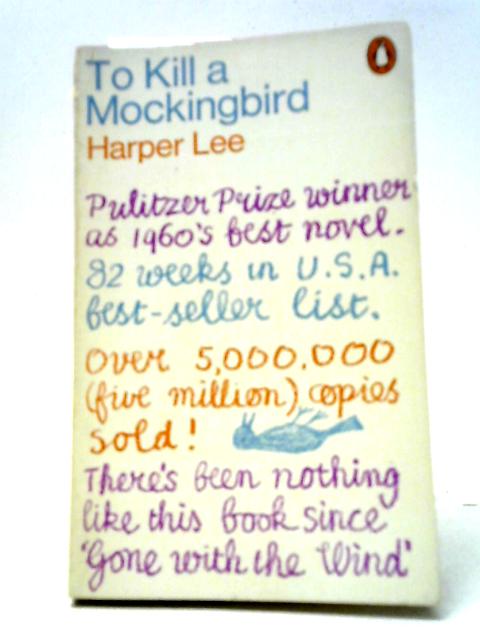 To Kill a
Mockingbird
Harper Lee
Pulitzer Prize winner
as 1960's best novel.
82 weeks in U.S.A.
best-seller list.
Over 5,000.000
(five million) copies
sold!
There's been nothing
like this book since
'Gone with the Wind'